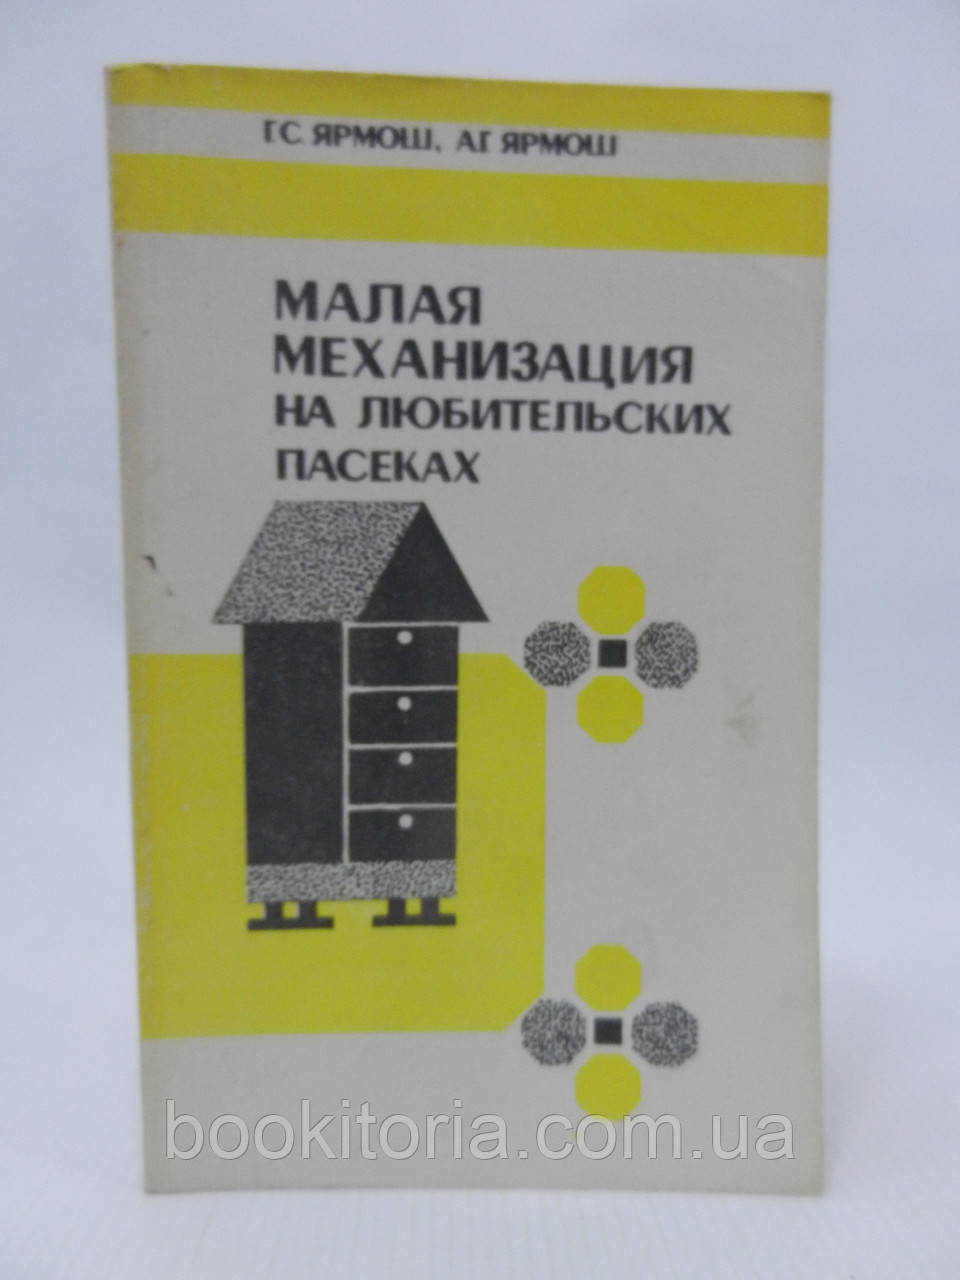 Г.С. ЯРМОШ, А.Г. ЯРМОШ
МАЛАЯ
МЕХАНИЗАЦИЯ
НА ЛЮБИТЕЛЬСКИХ
ПАСЕКАХ
bookitoria.com.ua